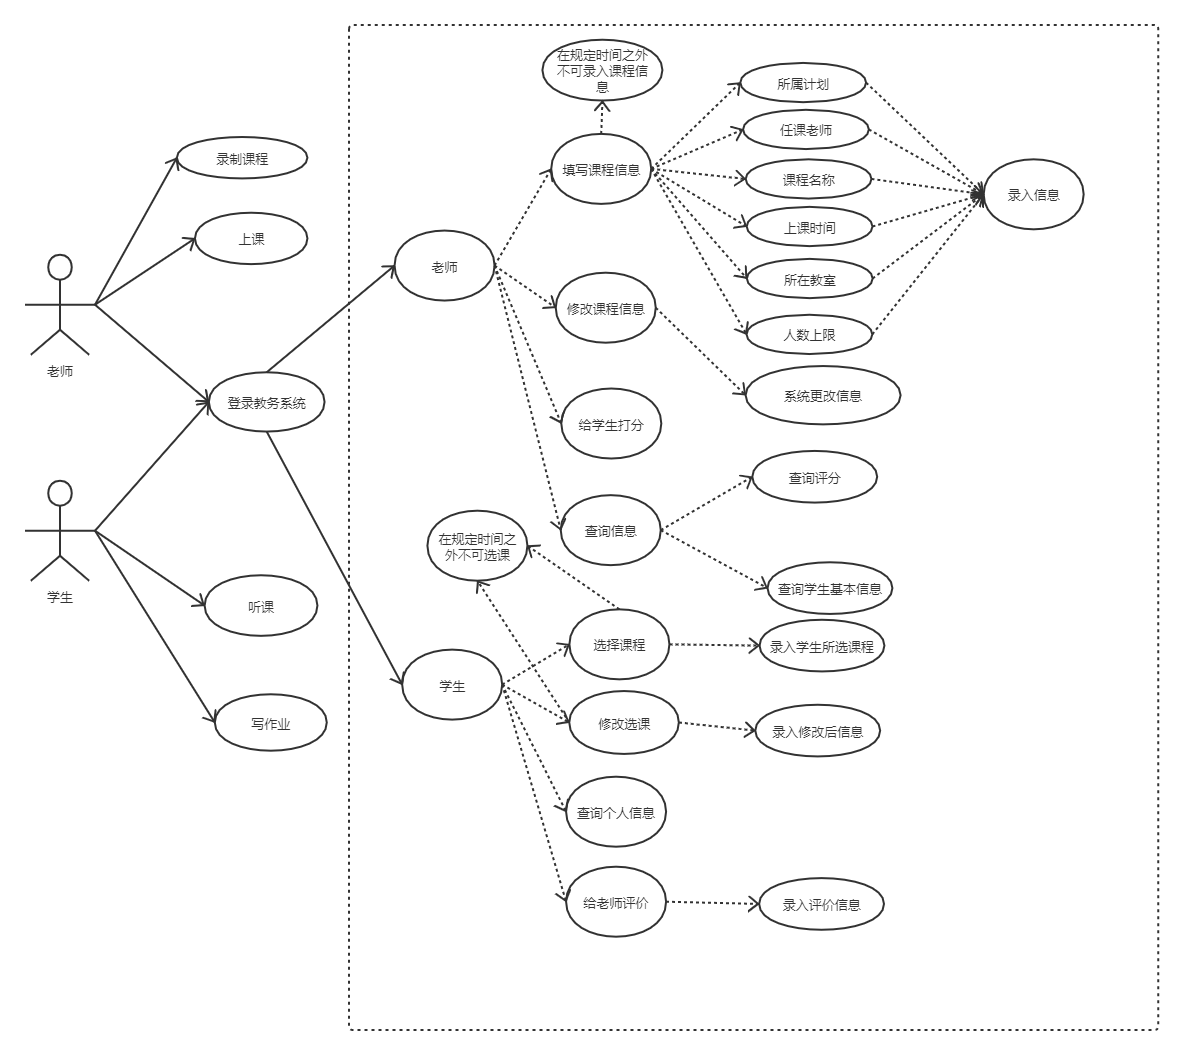 在规定时间之外
不可录入课程信
息
所属计划
任课老师
录制课程
填写课程信息
课程名称
录入信息
上课
上课时间
老师
所在教室
修改课程信息
人数上限
老师
登录教务系统
系统更改信息
给学生打分
查询评分
查询信息
在规定时间之
外不可选课
学生
听课
查询学生基本信息
选择课程
录入学生所选课程
学生
写作业
修改选课
录入修改后信息
查询个人信息
给老师评价
录入评价信息